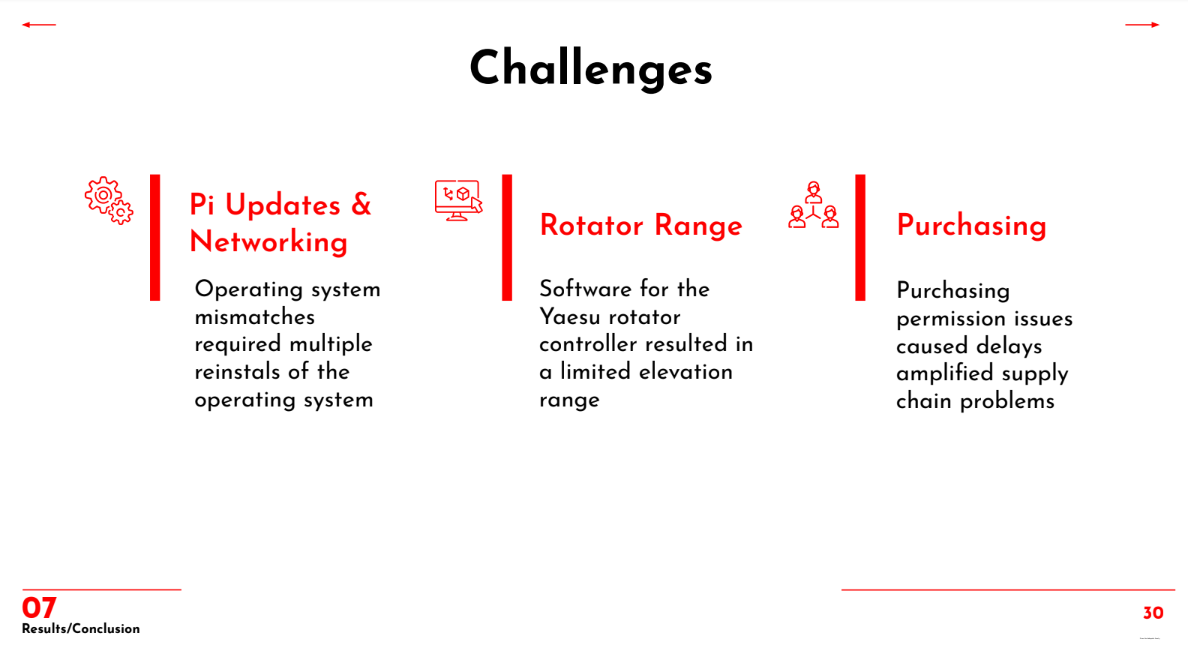 Challenges
Pi Updates &
Networking
Operating system
mismatches
required multiple
reinstals of the
operating system
Rotator Range
Software for the
Yaesu rotator
controller resulted in
a limited elevation
range
Purchasing
Purchasing
permission issues
caused delays
amplified supply
chain problems
07
Results/Conclusion
30